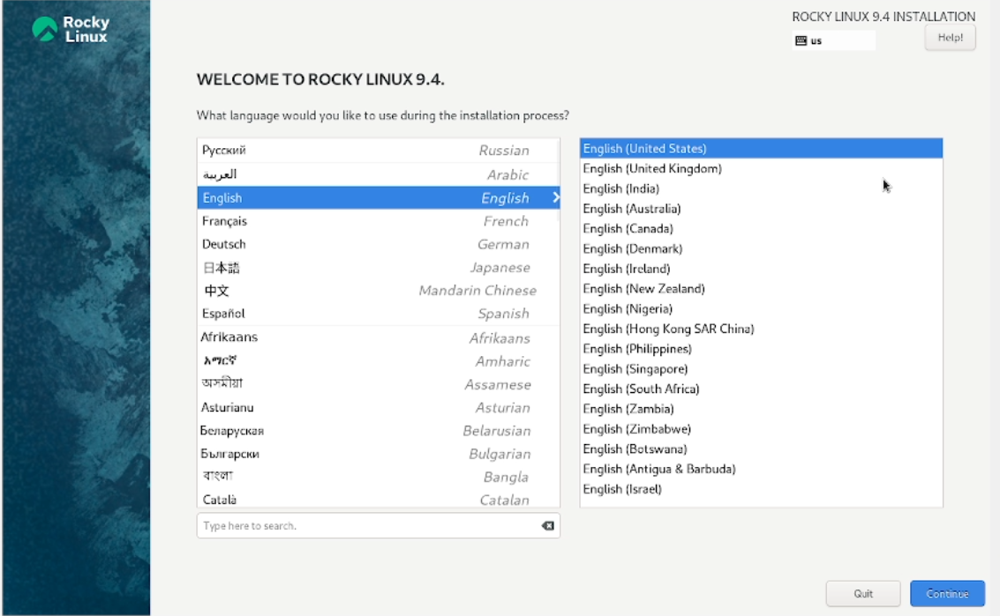 Rocky
Linux
ROCKY LINUX 9.4 INSTALLATION
us
Help!
WELCOME TO ROCKY LINUX 9.4.
What language would you like to use during the installation process?
Русский Russian
العربية Arabic
English English
Français French
Deutsch German
日本語 Japanese
中文 Mandarin Chinese
Español Spanish
Afrikaans Afrikaans
አማርኛ Amharic
অসমীয়া Assamese
Asturianu Asturian
Беларуская Belarusian
Български Bulgarian
বাংলা Bangla
Català Catalan
Type here to search.
English (United States)
English (United Kingdom)
English (India)
English (Australia)
English (Canada)
English (Denmark)
English (Ireland)
English (New Zealand)
English (Nigeria)
English (Hong Kong SAR China)
English (Philippines)
English (Singapore)
English (South Africa)
English (Zambia)
English (Zimbabwe)
English (Botswana)
English (Antigua & Barbuda)
English (Israel)
Quit
Continue